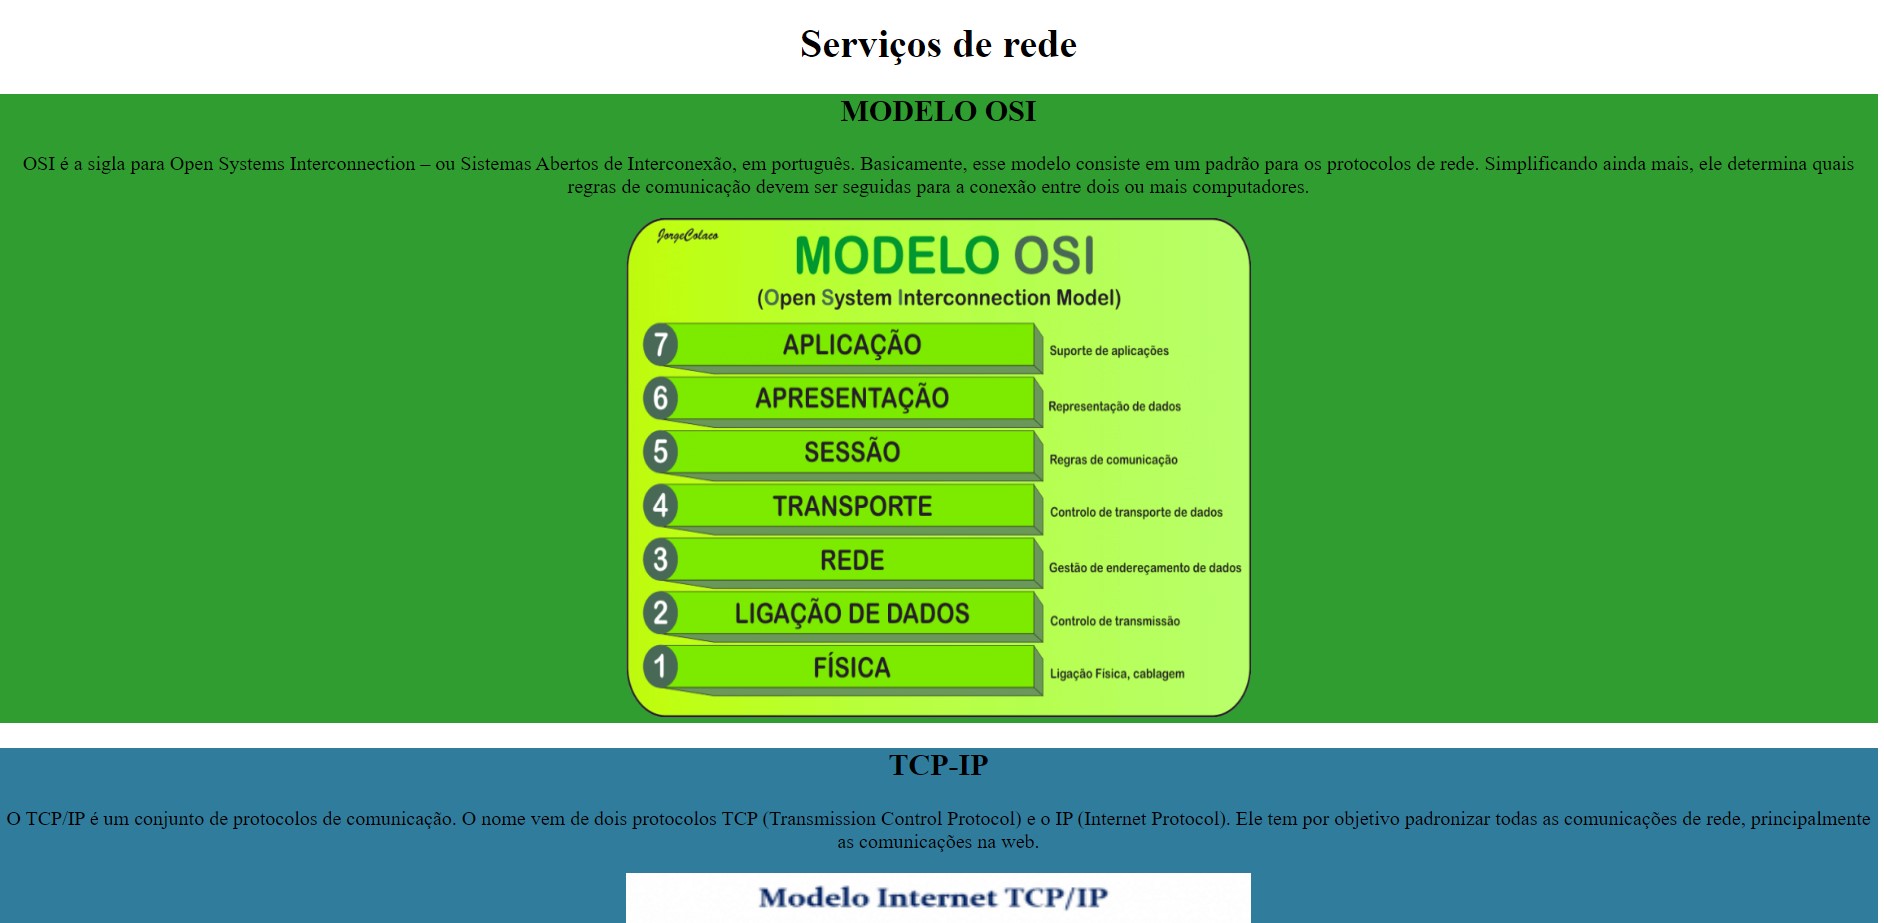 Serviços de rede
MODELO OSI
OSI é a sigla para Open Systems Interconnection – ou Sistemas Abertos de Interconexão, em português. Basicamente, esse modelo consiste em um padrão para os protocolos de rede. Simplificando ainda mais, ele determina quais
regras de comunicação devem ser seguidas para a conexão entre dois ou mais computadores.
JorgeColaco
MODELO OSI
(Open System Interconnection Model)
7 APLICAÇÃO Suporte de aplicações
6 APRESENTAÇÃO Representação de dados
5 SESSÃO Regras de comunicação
4 TRANSPORTE Controlo de transporte de dados
3 REDE Gestão de endereçamento de dados
2 LIGAÇÃO DE DADOS Controlo de transmissão
1 FÍSICA Ligação Física, cablagem
TCP-IP
O TCP/IP é um conjunto de protocolos de comunicação. O nome vem de dois protocolos TCP (Transmission Control Protocol) e o IP (Internet Protocol). Ele tem por objetivo padronizar todas as comunicações de rede, principalmente
as comunicações na web.
Modelo Internet TCP/IP